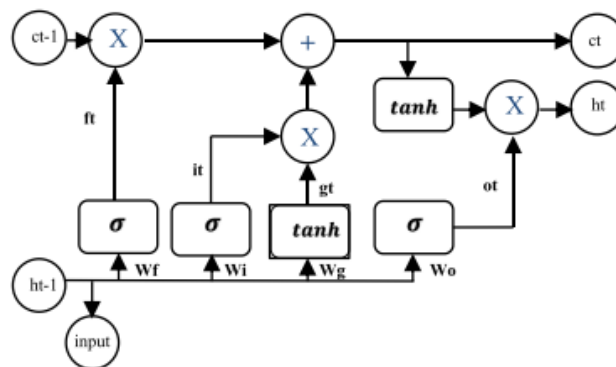 ct-1 X + ct
tanh X ht
ft it X
gt ot
σ σ tanh σ
Wf Wi Wg Wo
ht-1
input